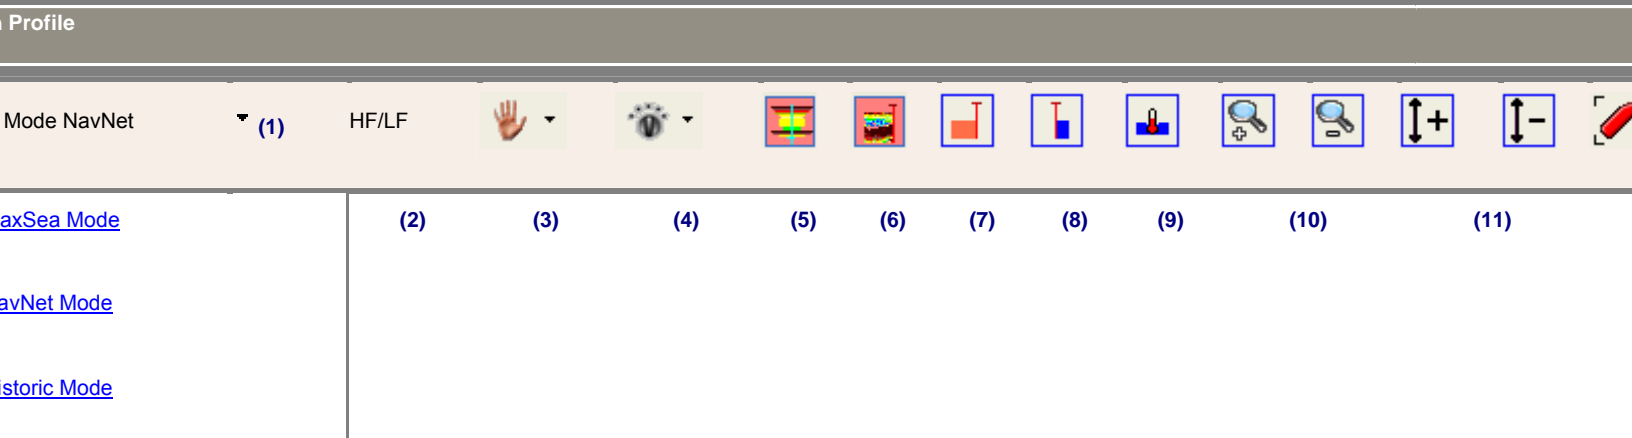 Profile
Mode NavNet (1) HF/LF
axSea Mode (2) (3) (4) (5) (6) (7) (8) (9) (10) (11)
avNet Mode
istoric Mode